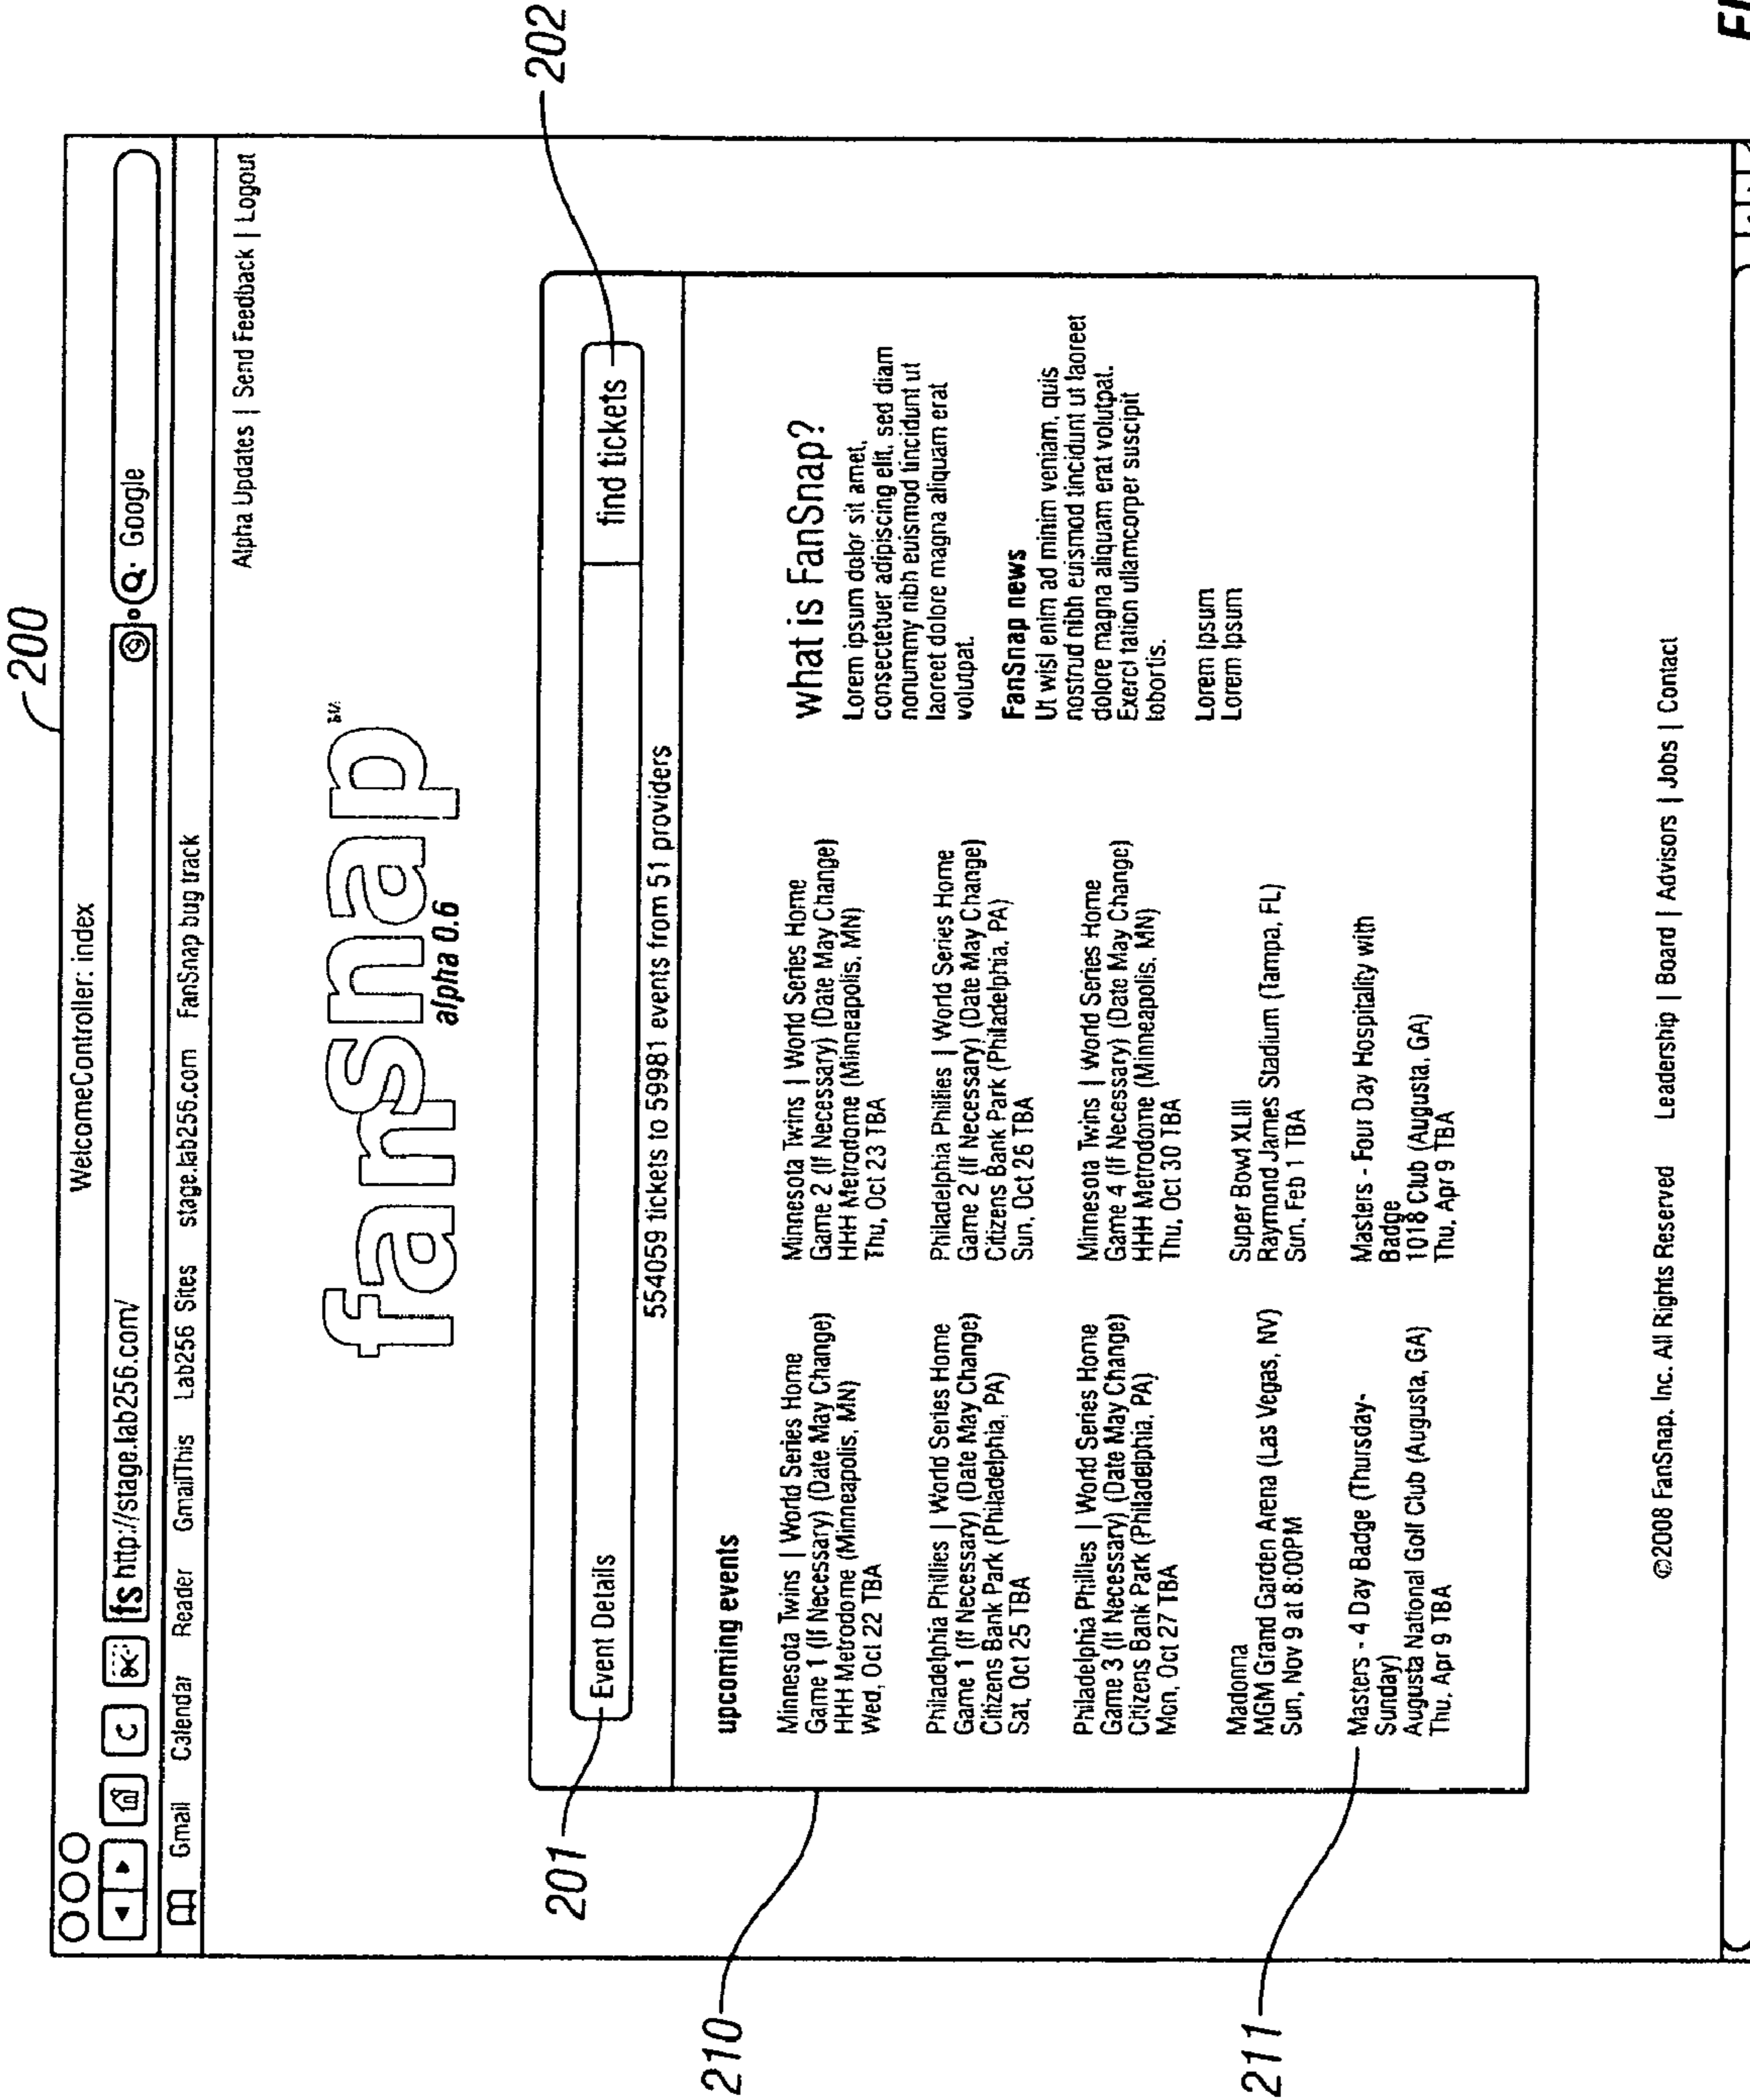 200
WelcomeController: index
fs http://stage.lab256.com/
Google
Gmail Calendar Reader GmailThis Lab256 Sites stage.lab256.com FanSnap bug track
Alpha Updates | Send Feedback | Logout
fansnap
alpha 0.6
201
Event Details
find tickets
202
554059 tickets to 59981 events from 51 providers
210
upcoming events
Minnesota Twins | World Series Home
Game 1 (If Necessary) (Date May Change)
HHH Metrodome (Minneapolis, MN)
Wed, Oct 22 TBA
Minnesota Twins | World Series Home
Game 2 (If Necessary) (Date May Change)
HHH Metrodome (Minneapolis, MN)
Thu, Oct 23 TBA
Philadelphia Phillies | World Series Home
Game 1 (If Necessary) (Date May Change)
Citizens Bank Park (Philadelphia, PA)
Sat, Oct 25 TBA
Philadelphia Phillies | World Series Home
Game 2 (If Necessary) (Date May Change)
Citizens Bank Park (Philadelphia, PA)
Sun, Oct 26 TBA
Philadelphia Phillies | World Series Home
Game 3 (If Necessary) (Date May Change)
Citizens Bank Park (Philadelphia, PA)
Mon, Oct 27 TBA
Minnesota Twins | World Series Home
Game 4 (If Necessary) (Date May Change)
HHH Metrodome (Minneapolis, MN)
Thu, Oct 30 TBA
Madonna
MGM Grand Garden Arena (Las Vegas, NV)
Sun, Nov 9 at 8:00PM
Super Bowl XLIII
Raymond James Stadium (Tampa, FL)
Sun, Feb 1 TBA
211
Masters - 4 Day Badge (Thursday-
Sunday)
Augusta National Golf Club (Augusta, GA)
Thu, Apr 9 TBA
Masters - Four Day Hospitality with
Badge
1018 Club (Augusta, GA)
Thu, Apr 9 TBA
What is FanSnap?
Lorem ipsum dolor sit amet,
consectetuer adipiscing elit, sed diam
nonummy nibh euismod tincidunt ut
laoreet dolore magna aliquam erat
volutpat.
FanSnap news
Ut wisi enim ad minim veniam, quis
nostrud nibh euismod tincidunt ut laoreet
dolore magna aliquam erat volutpat.
Exerci tation ullamcorper suscipit
lobortis.
Lorem Ipsum
Lorem Ipsum
©2008 FanSnap, Inc. All Rights Reserved Leadership | Board | Advisors | Jobs | Contact